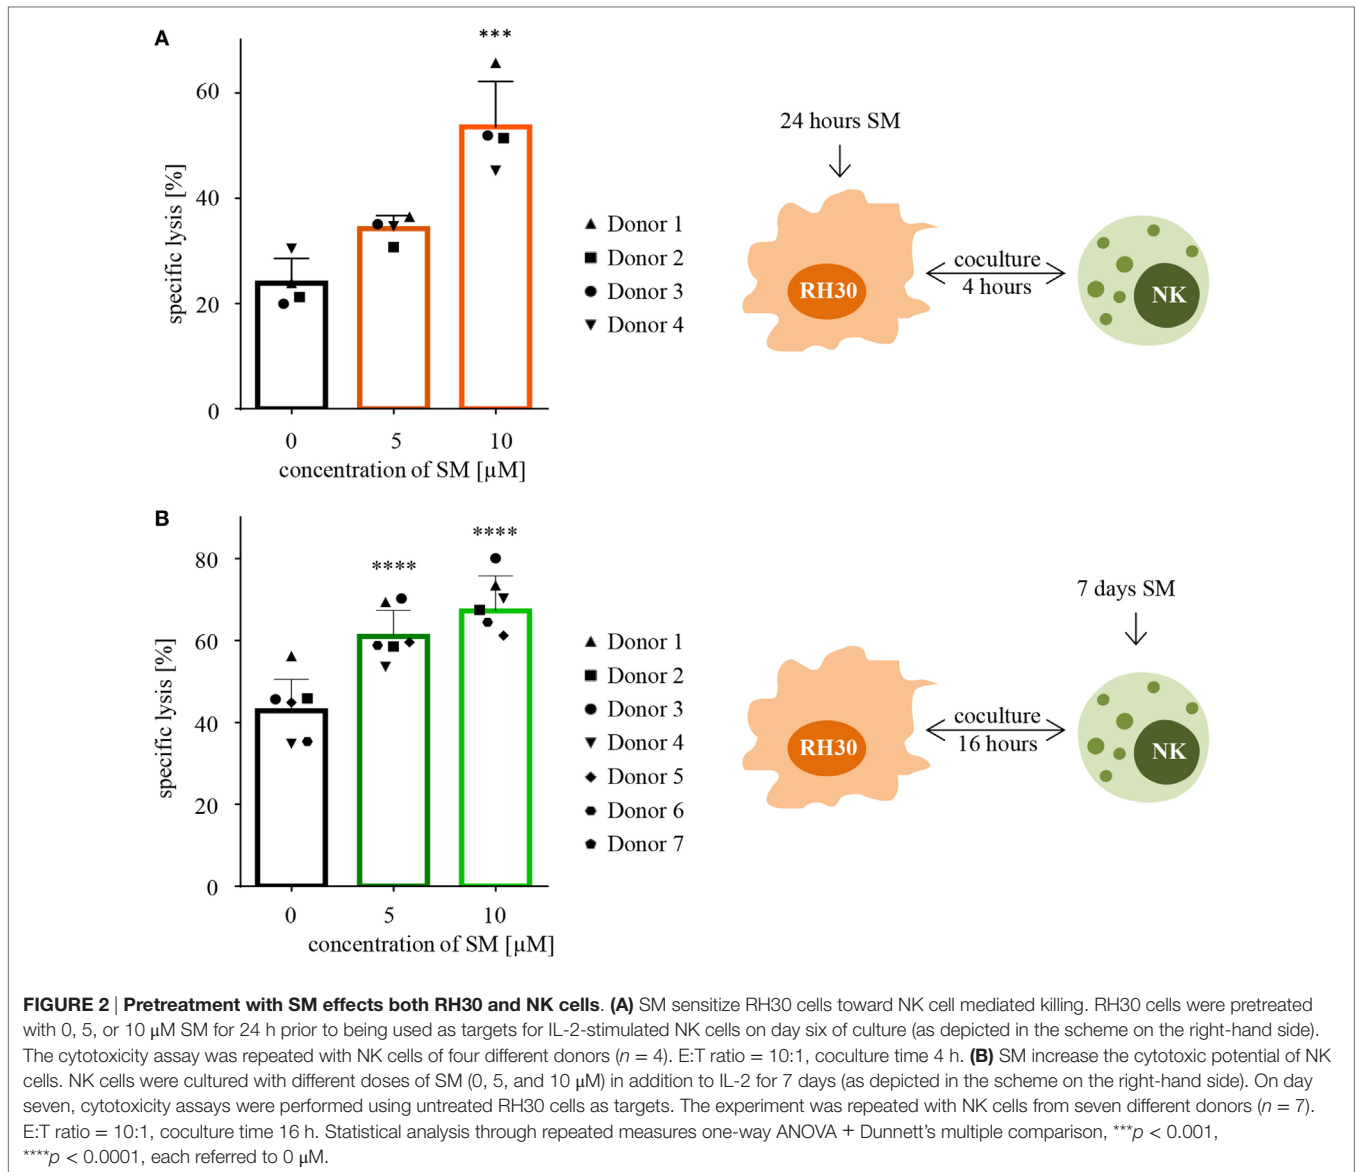 A
***
60
40
20
0
specific lysis [%]
0 5 10
concentration of SM [µM]
Donor 1
Donor 2
Donor 3
Donor 4
24 hours SM
RH30
coculture
4 hours
NK
B
****
****
80
60
40
20
0
specific lysis [%]
0 5 10
concentration of SM [µM]
Donor 1
Donor 2
Donor 3
Donor 4
Donor 5
Donor 6
Donor 7
7 days SM
RH30
coculture
16 hours
NK
FIGURE 2 | Pretreatment with SM effects both RH30 and NK cells. (A) SM sensitize RH30 cells toward NK cell mediated killing. RH30 cells were pretreated
with 0, 5, or 10 µM SM for 24 h prior to being used as targets for IL-2-stimulated NK cells on day six of culture (as depicted in the scheme on the right-hand side).
The cytotoxicity assay was repeated with NK cells of four different donors (n = 4). E:T ratio = 10:1, coculture time 4 h. (B) SM increase the cytotoxic potential of NK
cells. NK cells were cultured with different doses of SM (0, 5, and 10 µM) in addition to IL-2 for 7 days (as depicted in the scheme on the right-hand side). On day
seven, cytotoxicity assays were performed using untreated RH30 cells as targets. The experiment was repeated with NK cells from seven different donors (n = 7).
E:T ratio = 10:1, coculture time 16 h. Statistical analysis through repeated measures one-way ANOVA + Dunnett's multiple comparison, ***p < 0.001,
****p < 0.0001, each referred to 0 µM.